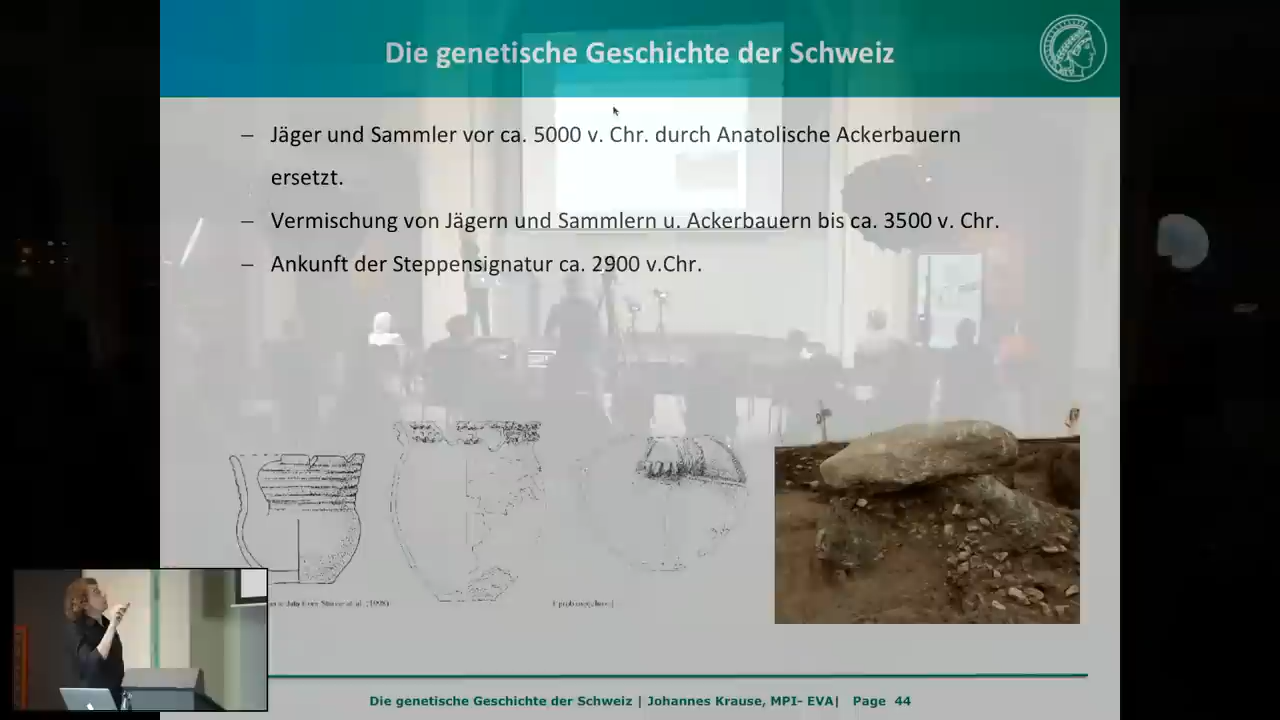 Die genetische Geschichte der Schweiz
– Jäger und Sammler vor ca. 5000 v. Chr. durch Anatolische Ackerbauern
ersetzt.
– Vermischung von Jägern und Sammlern u. Ackerbauern bis ca. 3500 v. Chr.
– Ankunft der Steppensignatur ca. 2900 v.Chr.
Die genetische Geschichte der Schweiz | Johannes Krause, MPI- EVA| Page 44